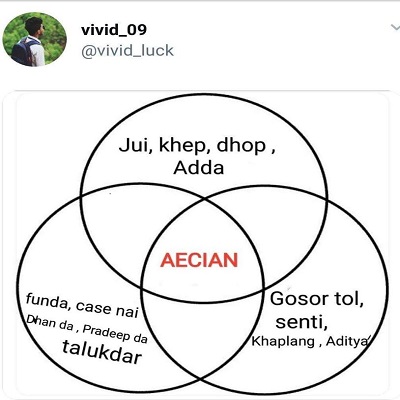 vivid_09
@vivid_luck
Jui, khep, dhop ,
Adda
AECIAN
funda, case nai
Dhan da , Pradeep da
talukdar
Gosor tol,
senti,
Khaplang , Aditya